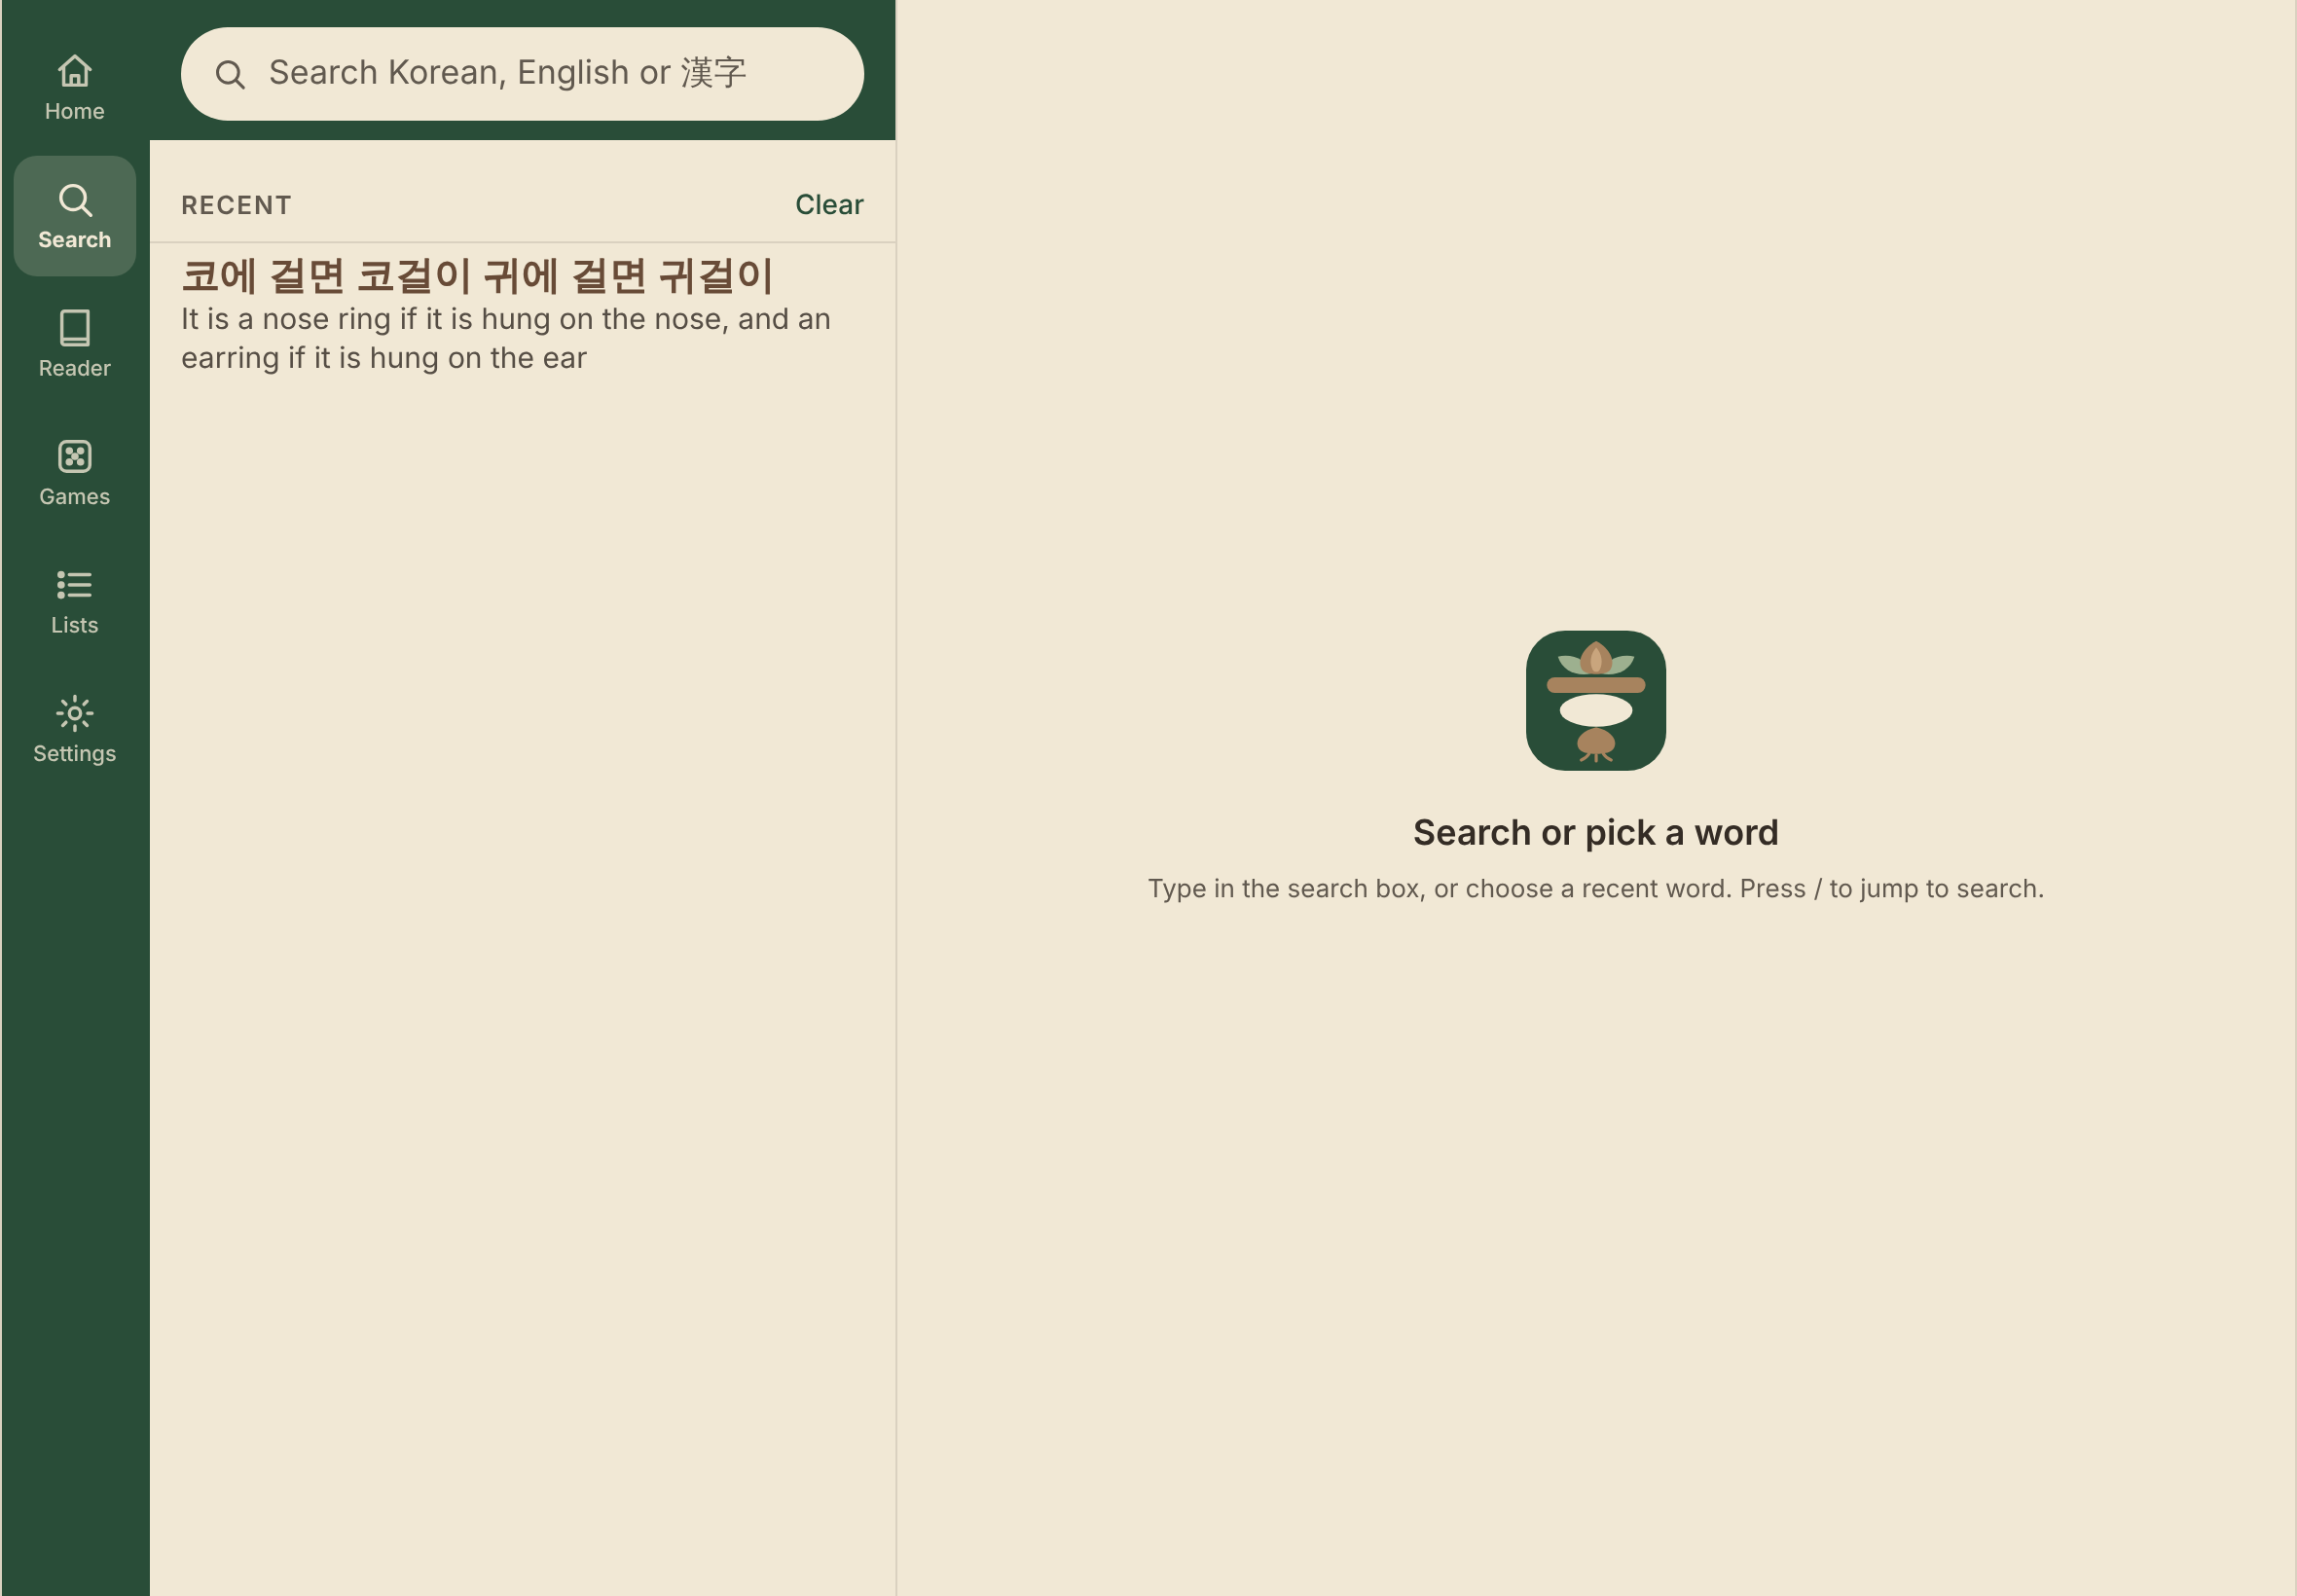 Home
Search
Reader
Games
Lists
Settings
Search Korean, English or 漢字
RECENT
Clear
코에 걸면 코걸이 귀에 걸면 귀걸이
It is a nose ring if it is hung on the nose, and an
earring if it is hung on the ear
Search or pick a word
Type in the search box, or choose a recent word. Press / to jump to search.